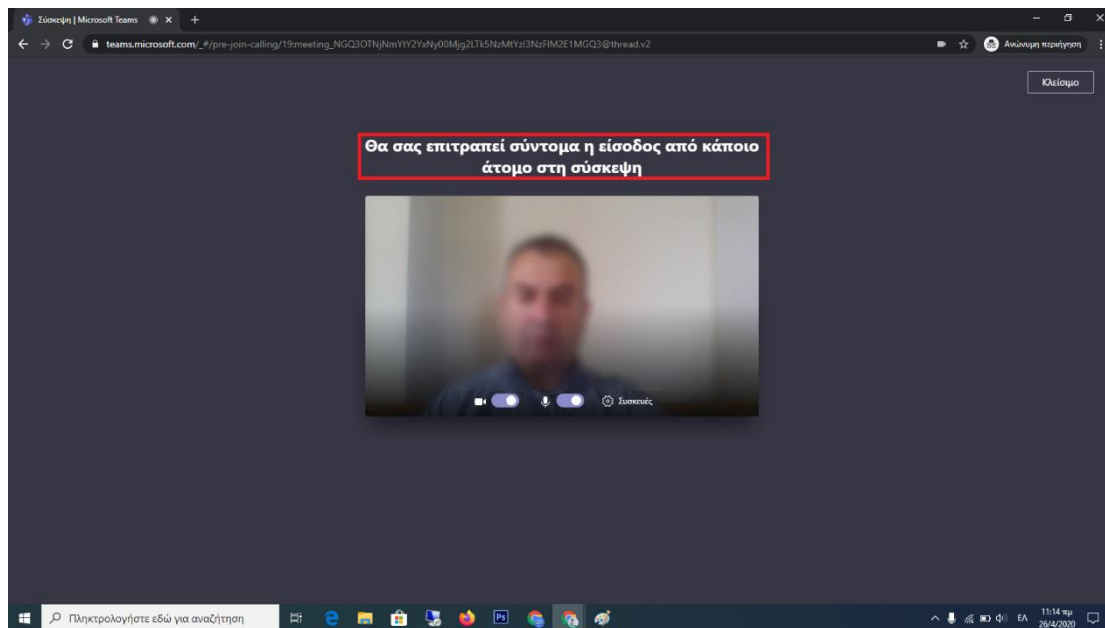 Σύσκεψη | Microsoft Teams
teams.microsoft.com/_#/pre-join-calling/19:meeting_NGQ3OTNjNmYtY2YxNy00Mjg2LTk5NzMtYzI3NzFlM2E1MGQ3@thread.v2
Ανώνυμη περιήγηση
Κλείσιμο
Θα σας επιτραπεί σύντομα η είσοδος από κάποιο
άτομο στη σύσκεψη
Συσκευές
Πληκτρολογήστε εδώ για αναζήτηση
Ps
ΕΛ
11:14 πμ
26/4/2020